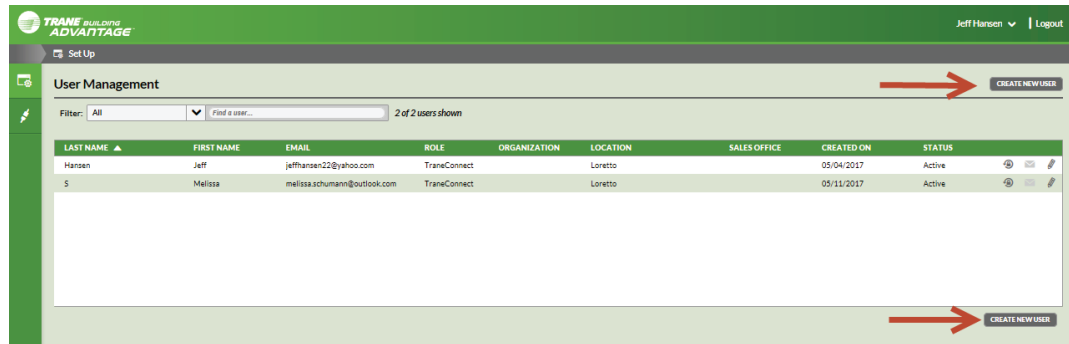 TRANE BUILDING
ADVANTAGE
Jeff Hansen | Logout
Set Up
User Management
CREATE NEW USER
Filter: All Find a user... 2 of 2 users shown
LAST NAME FIRST NAME EMAIL ROLE ORGANIZATION LOCATION SALES OFFICE CREATED ON STATUS
Hansen Jeff jeffhansen22@yahoo.com TraneConnect Loretto 05/04/2017 Active
S Melissa melissa.schumann@outlook.com TraneConnect Loretto 05/11/2017 Active
CREATE NEW USER